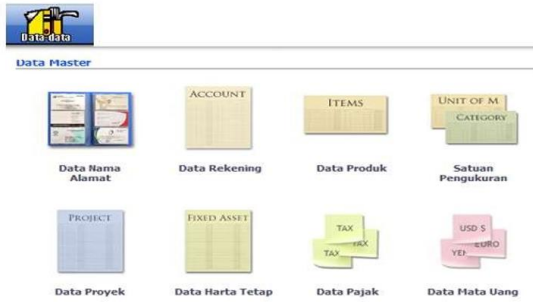 Data-data
Data Master
ACCOUNT
ITEMS
UNIT OF M
CATEGORY
Data Nama
Alamat
Data Rekening
Data Produk
Satuan
Pengukuran
PROJECT
FIXED ASSET
TAX
TAX
TAX
USD $
EURO
YEN
Data Proyek
Data Harta Tetap
Data Pajak
Data Mata Uang